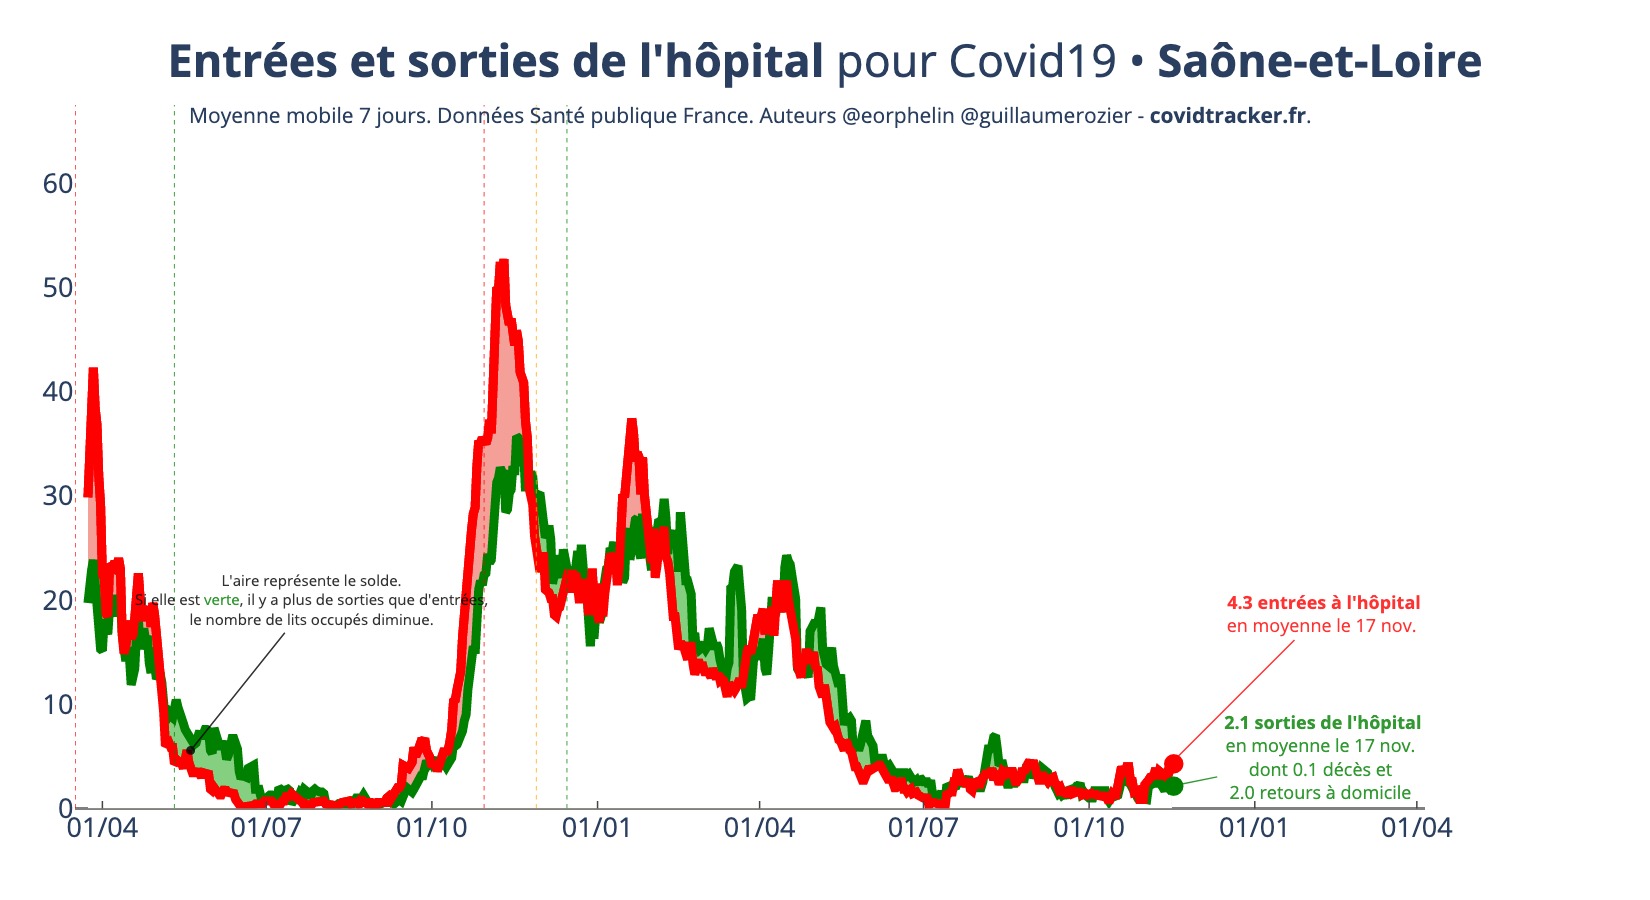 Entrées et sorties de l'hôpital pour Covid19 • Saône-et-Loire
Moyenne mobile 7 jours. Données Santé publique France. Auteurs @eorphelin @guillaumerozier - covidtracker.fr.
60
50
40
30
20
10
0
L'aire représente le solde.
Si elle est verte, il y a plus de sorties que d'entrées,
le nombre de lits occupés diminue.
4.3 entrées à l'hôpital
en moyenne le 17 nov.
2.1 sorties de l'hôpital
en moyenne le 17 nov.
dont 0.1 décès et
2.0 retours à domicile
01/04
01/07
01/10
01/01
01/04
01/07
01/10
01/01
01/04